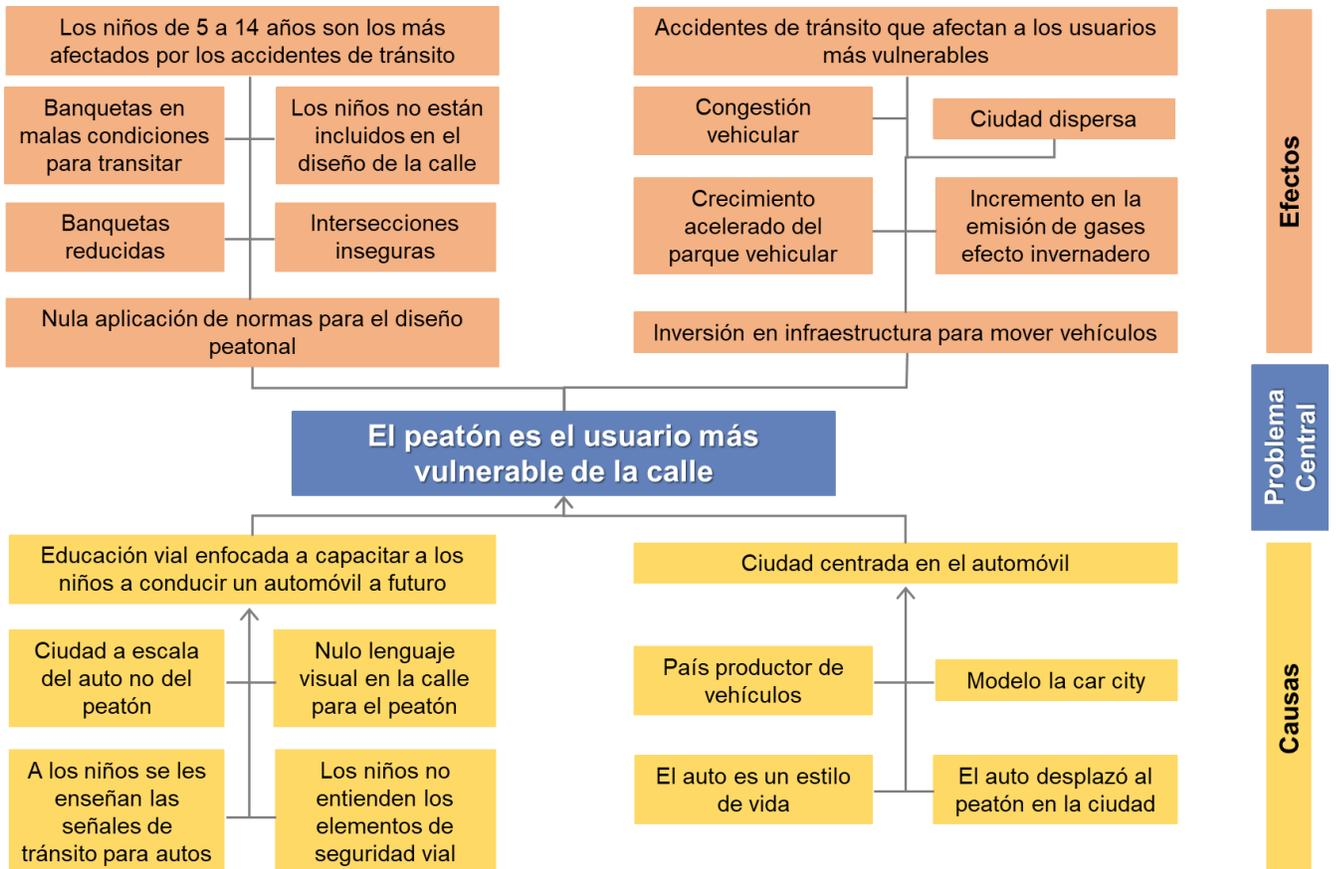 Los niños de 5 a 14 años son los más
afectados por los accidentes de tránsito
Banquetas en
malas condiciones
para transitar
Los niños no están
incluidos en el
diseño de la calle
Banquetas
reducidas
Intersecciones
inseguras
Nula aplicación de normas para el diseño
peatonal
Accidentes de tránsito que afectan a los usuarios
más vulnerables
Congestión
vehicular
Ciudad dispersa
Crecimiento
acelerado del
parque vehicular
Incremento en la
emisión de gases
efecto invernadero
Inversión en infraestructura para mover vehículos
Efectos
El peatón es el usuario más
vulnerable de la calle
Problema
Central
Educación vial enfocada a capacitar a los
niños a conducir un automóvil a futuro
Ciudad a escala
del auto no del
peatón
Nulo lenguaje
visual en la calle
para el peatón
A los niños se les
enseñan las
señales de
tránsito para autos
Los niños no
entienden los
elementos de
seguridad vial
Ciudad centrada en el automóvil
País productor de
vehículos
Modelo la car city
El auto es un estilo
de vida
El auto desplazó al
peatón en la ciudad
Causas